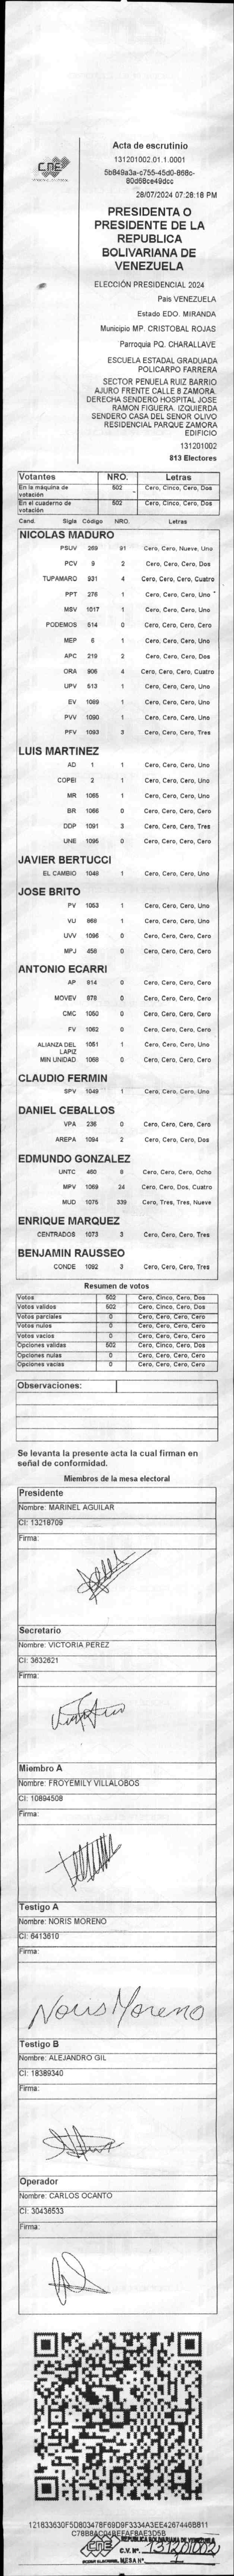 CNE
Acta de escrutinio
131201002.01.1.0001
5b849a3a-c755-45d0-868c-
80d68ce49dcc
28/07/2024 07:28:18 PM
PRESIDENTA O
PRESIDENTE DE LA
REPUBLICA
BOLIVARIANA DE
VENEZUELA
ELECCIÓN PRESIDENCIAL 2024
Pais VENEZUELA
Estado EDO. MIRANDA
Municipio MP. CRISTOBAL ROJAS
Parroquia PQ. CHARALLAVE
ESCUELA ESTADAL GRADUADA
POLICARPO FARRERA
SECTOR PENUELA RUIZ BARRIO
AJURO FRENTE CALLE 8 ZAMORA.
DERECHA SENDERO HOSPITAL JOSE
RAMON FIGUERA. IZQUIERDA
SENDERO CASA DEL SENOR OLIVO
RESIDENCIAL PARQUE ZAMORA
EDIFICIO
131201002
813 Electores
Votantes NRO. Letras
En la máquina de votación 502 Cero, Cinco, Cero, Dos
En el cuaderno de votación 502 Cero, Cinco, Cero, Dos
Cand. Sigla Código NRO. Letras
NICOLAS MADURO
PSUV 269 91 Cero, Cero, Nueve, Uno
PCV 9 2 Cero, Cero, Cero, Dos
TUPAMARO 931 4 Cero, Cero, Cero, Cuatro
PPT 276 1 Cero, Cero, Cero, Uno
MSV 1017 1 Cero, Cero, Cero, Uno
PODEMOS 514 0 Cero, Cero, Cero, Cero
MEP 5 1 Cero, Cero, Cero, Uno
APC 219 2 Cero, Cero, Cero, Dos
ORA 906 4 Cero, Cero, Cero, Cuatro
UPV 513 1 Cero, Cero, Cero, Uno
EV 1089 1 Cero, Cero, Cero, Uno
PVV 1090 1 Cero, Cero, Cero, Uno
PFV 1093 3 Cero, Cero, Cero, Tres
LUIS MARTINEZ
AD 1 1 Cero, Cero, Cero, Uno
COPEI 2 1 Cero, Cero, Cero, Uno
MR 1065 1 Cero, Cero, Cero, Uno
BR 1066 0 Cero, Cero, Cero, Cero
DDP 1091 3 Cero, Cero, Cero, Tres
UNE 1095 0 Cero, Cero, Cero, Cero
JAVIER BERTUCCI
EL CAMBIO 1048 1 Cero, Cero, Cero, Uno
JOSE BRITO
PV 1053 1 Cero, Cero, Cero, Uno
VU 868 1 Cero, Cero, Cero, Uno
UVV 1096 0 Cero, Cero, Cero, Cero
MPJ 458 0 Cero, Cero, Cero, Cero
ANTONIO ECARRI
AP 814 0 Cero, Cero, Cero, Cero
MOVEV 878 0 Cero, Cero, Cero, Cero
CMC 1050 0 Cero, Cero, Cero, Cero
FV 1062 0 Cero, Cero, Cero, Cero
ALIANZA DEL LAPIZ 1051 1 Cero, Cero, Cero, Uno
MIN UNIDAD 1068 0 Cero, Cero, Cero, Cero
CLAUDIO FERMIN
SPV 1049 1 Cero, Cero, Cero, Uno
DANIEL CEBALLOS
VPA 236 0 Cero, Cero, Cero, Cero
AREPA 1094 2 Cero, Cero, Cero, Dos
EDMUNDO GONZALEZ
UNTC 460 8 Cero, Cero, Cero, Ocho
MPV 1069 24 Cero, Cero, Dos, Cuatro
MUD 1075 339 Cero, Tres, Tres, Nueve
ENRIQUE MARQUEZ
CENTRADOS 1073 3 Cero, Cero, Cero, Tres
BENJAMIN RAUSSEO
CONDE 1092 3 Cero, Cero, Cero, Tres
Resumen de votos
Votos 502 Cero, Cinco, Cero, Dos
Votos validos 502 Cero, Cinco, Cero, Dos
Votos parciales 0 Cero, Cero, Cero, Cero
Votos nulos 0 Cero, Cero, Cero, Cero
Votos vacios 0 Cero, Cero, Cero, Cero
Opciones validas 502 Cero, Cinco, Cero, Dos
Opciones nulas 0 Cero, Cero, Cero, Cero
Opciones vacias 0 Cero, Cero, Cero, Cero
Observaciones:
Se levanta la presente acta la cual firman en
señal de conformidad.
Miembros de la mesa electoral
Presidente
Nombre: MARINEL AGUILAR
CI: 13218709
Firma:
Secretario
Nombre: VICTORIA PEREZ
CI: 3632621
Firma:
Miembro A
Nombre: FROYEMILY VILLALOBOS
CI: 10894508
Firma:
Testigo A
Nombre: NORIS MORENO
CI: 6413610
Firma:
Noris Moreno
Testigo B
Nombre: ALEJANDRO GIL
CI: 18389340
Firma:
Operador
Nombre: CARLOS OCANTO
CI: 30436533
Firma:
121833630F5D803478F69D9F3334A3EE4267446B811
C78B8AC04BEFAF8AE3D5B
CNE
REPUBLICA BOLIVARIANA DE VENEZUELA
C.V. Nº. 131201002
MESA Nº.